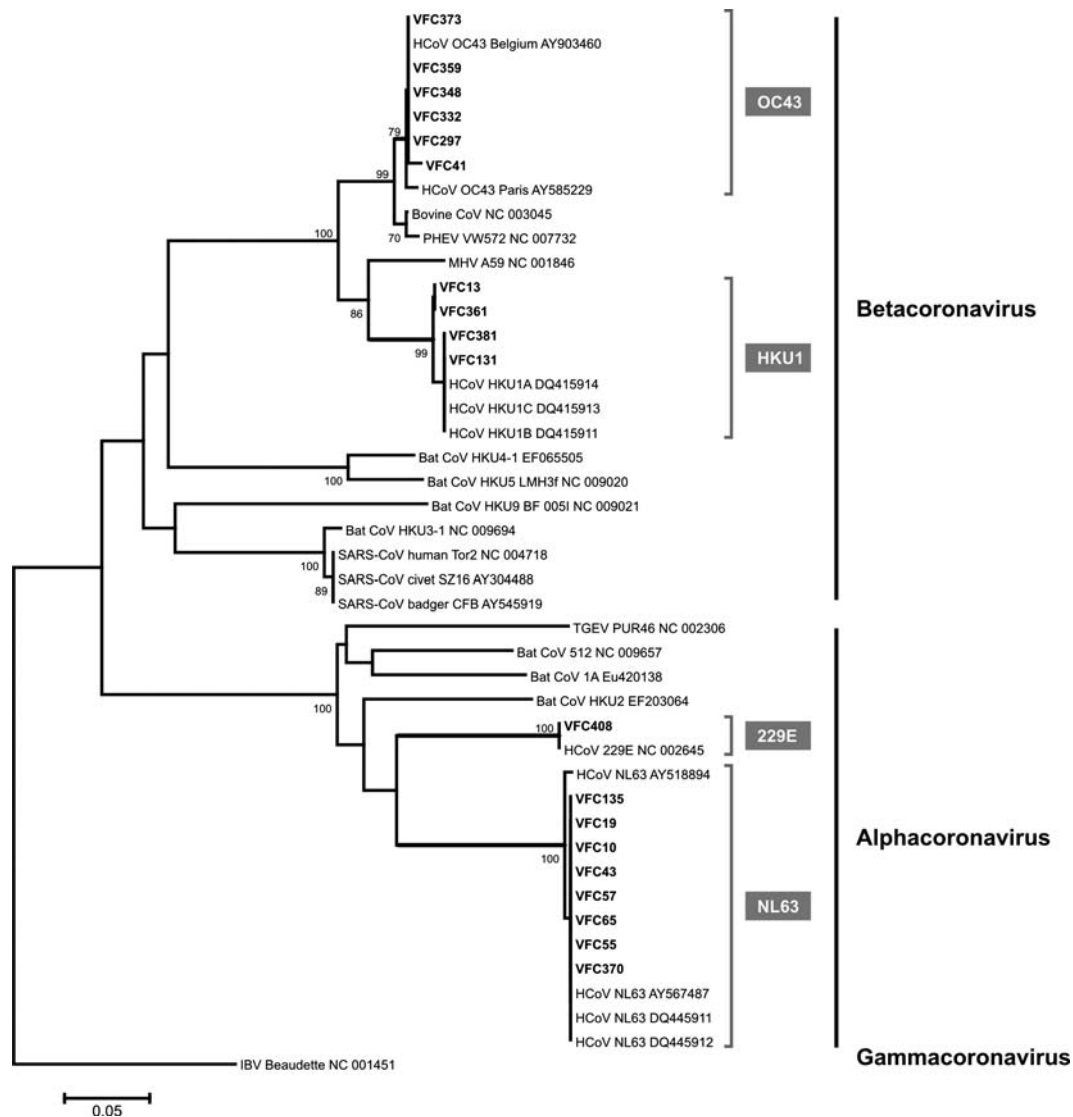 VFC373
HCoV OC43 Belgium AY903460
VFC359
VFC348
VFC332
VFC297
VFC41
HCoV OC43 Paris AY585229
Bovine CoV NC 003045
PHEV VW572 NC 007732
MHV A59 NC 001846
VFC13
VFC361
VFC381
VFC131
HCoV HKU1A DQ415914
HCoV HKU1C DQ415913
HCoV HKU1B DQ415911
Bat CoV HKU4-1 EF065505
Bat CoV HKU5 LMH3f NC 009020
Bat CoV HKU9 BF 005I NC 009021
Bat CoV HKU3-1 NC 009694
SARS-CoV human Tor2 NC 004718
SARS-CoV civet SZ16 AY304488
SARS-CoV badger CFB AY545919
TGEV PUR46 NC 002306
Bat CoV 512 NC 009657
Bat CoV 1A Eu420138
Bat CoV HKU2 EF203064
VFC408
HCoV 229E NC 002645
HCoV NL63 AY518894
VFC135
VFC19
VFC10
VFC43
VFC57
VFC65
VFC55
VFC370
HCoV NL63 AY567487
HCoV NL63 DQ445911
HCoV NL63 DQ445912
IBV Beaudette NC 001451
79
99
70
100
86
99
100
100
89
100
100
100
0.05
OC43
HKU1
229E
NL63
Betacoronavirus
Alphacoronavirus
Gammacoronavirus